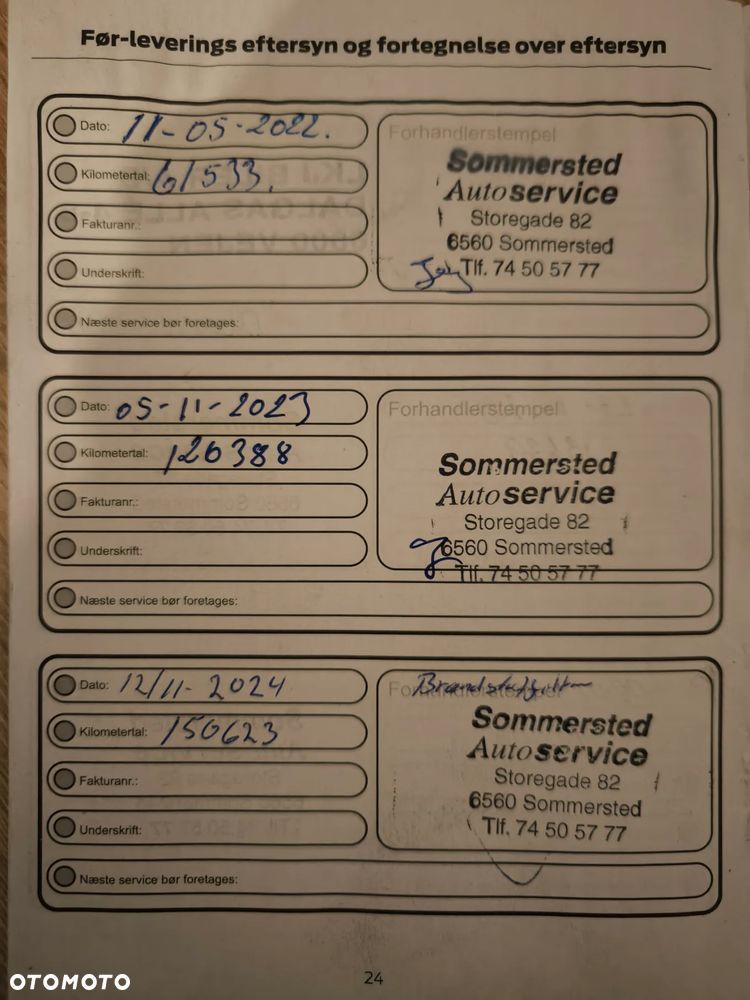 Før-leverings eftersyn og fortegnelse over eftersyn
Dato: 11-05-2022.
Kilometertal: 61533.
Fakturanr.:
Underskrift:
Næste service bør foretages:
Forhandlerstempel
Sommersted
Autoservice
Storegade 82
6560 Sommersted
Tlf. 74 50 57 77
Dato: 05-11-2023
Kilometertal: 126388
Fakturanr.:
Underskrift:
Næste service bør foretages:
Forhandlerstempel
Sommersted
Autoservice
Storegade 82
6560 Sommersted
Tlf. 74 50 57 77
Dato: 12/11-2024
Kilometertal: 150623
Fakturanr.:
Underskrift:
Næste service bør foretages:
Forhandlerstempel
Sommersted
Autoservice
Storegade 82
6560 Sommersted
Tlf. 74 50 57 77
24
OTOMOTO